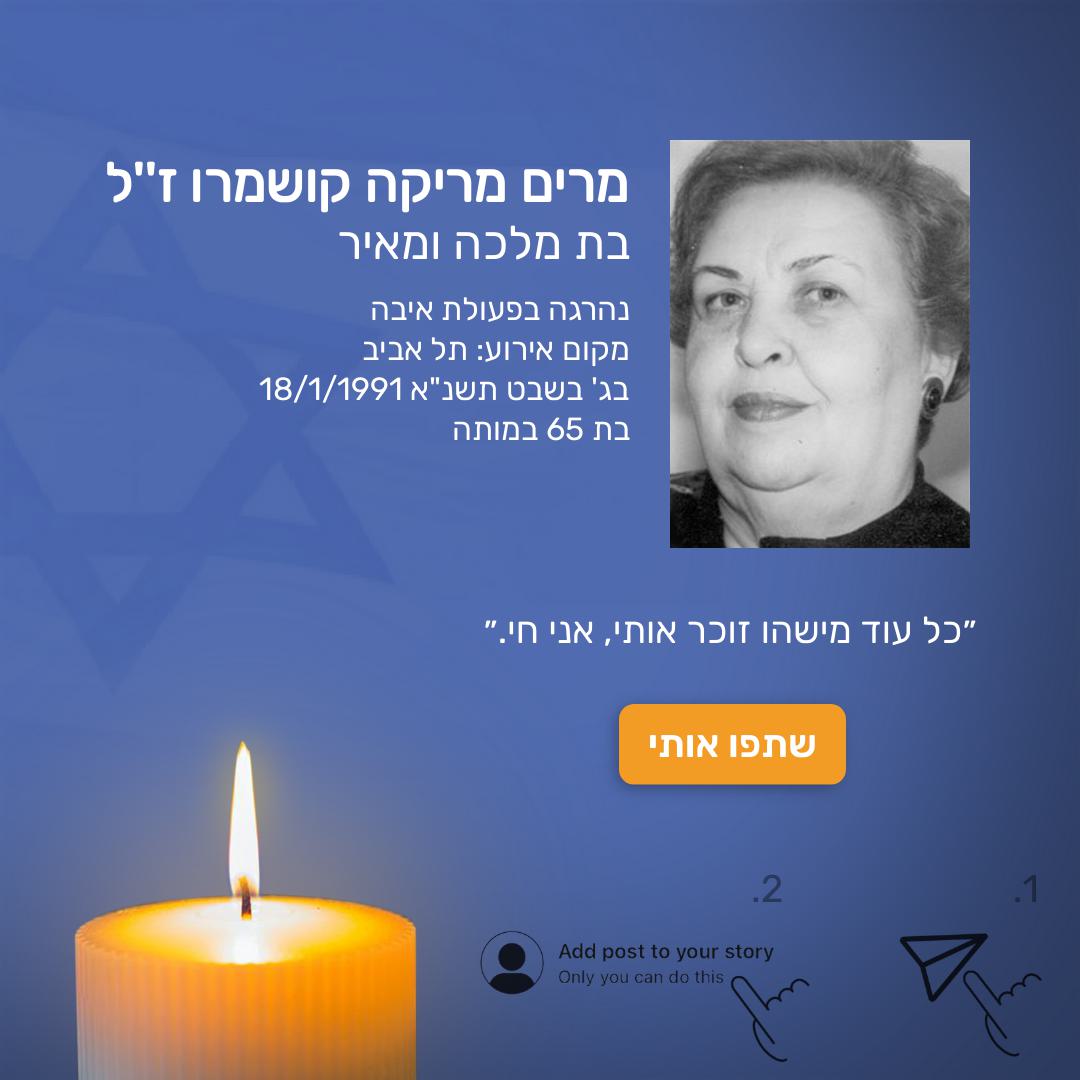 מרים מריקה קושמרו ז"ל
בת מלכה ומאיר
נהרגה בפעולת איבה
מקום אירוע: תל אביב
בג' בשבט תשנ"א 18/1/1991
בת 65 במותה
״כל עוד מישהו זוכר אותי, אני חי.״
שתפו אותי
1.
2.
Add post to your story
Only you can do this